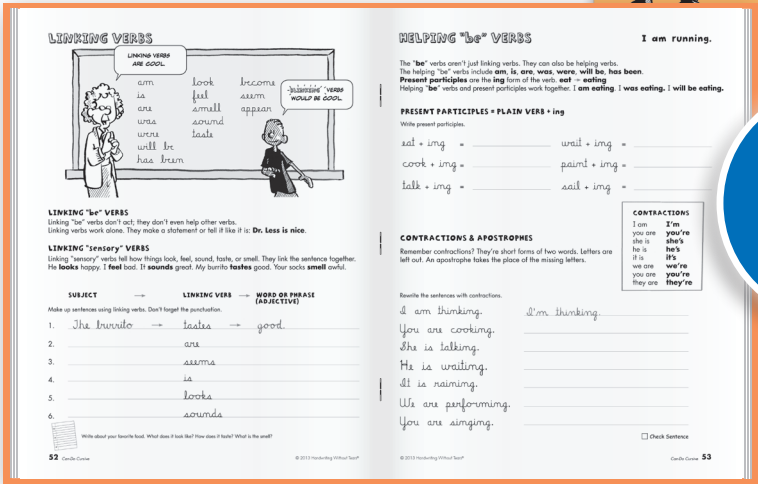 LINKING VERBS
LINKING VERBS
ARE COOL.
am look become
is feel seem
are smell appear
was sound
were taste
will be
has been
"BLINKING" VERBS
WOULD BE COOL.
LINKING "be" VERBS
Linking "be" verbs don't act; they don't even help other verbs.
Linking verbs work alone. They make a statement or tell it like it is: Dr. Less is nice.
LINKING "sensory" VERBS
Linking "sensory" verbs tell how things look, feel, sound, taste, or smell. They link the sentence together.
He looks happy. I feel bad. It sounds great. My burrito tastes good. Your socks smell awful.
SUBJECT → LINKING VERB → WORD OR PHRASE
(ADJECTIVE)
Make up sentences using linking verbs. Don't forget the punctuation.
1. The burrito → tastes → good.
2. are
3. seems
4. is
5. looks
6. sounds
Write about your favorite food. What does it look like? How does it taste? What is the smell?
52 Can-Do Cursive © 2013 Handwriting Without Tears®
HELPING "be" VERBS I am running.
The "be" verbs aren't just linking verbs. They can also be helping verbs.
The helping "be" verbs include am, is, are, was, were, will be, has been.
Present participles are the ing form of the verb. eat → eating
Helping "be" verbs and present participles work together. I am eating. I was eating. I will be eating.
PRESENT PARTICIPLES = PLAIN VERB + ing
Write present participles.
eat + ing = wait + ing =
cook + ing = paint + ing =
talk + ing = sail + ing =
CONTRACTIONS & APOSTROPHES
Remember contractions? They're short forms of two words. Letters are
left out. An apostrophe takes the place of the missing letters.
CONTRACTIONS
I am I'm
you are you're
she is she's
he is he's
it is it's
we are we're
you are you're
they are they're
Rewrite the sentences with contractions.
I am thinking. I'm thinking.
You are cooking.
She is talking.
He is waiting.
It is raining.
We are performing.
You are singing.
Check Sentence
© 2013 Handwriting Without Tears® Can-Do Cursive 53